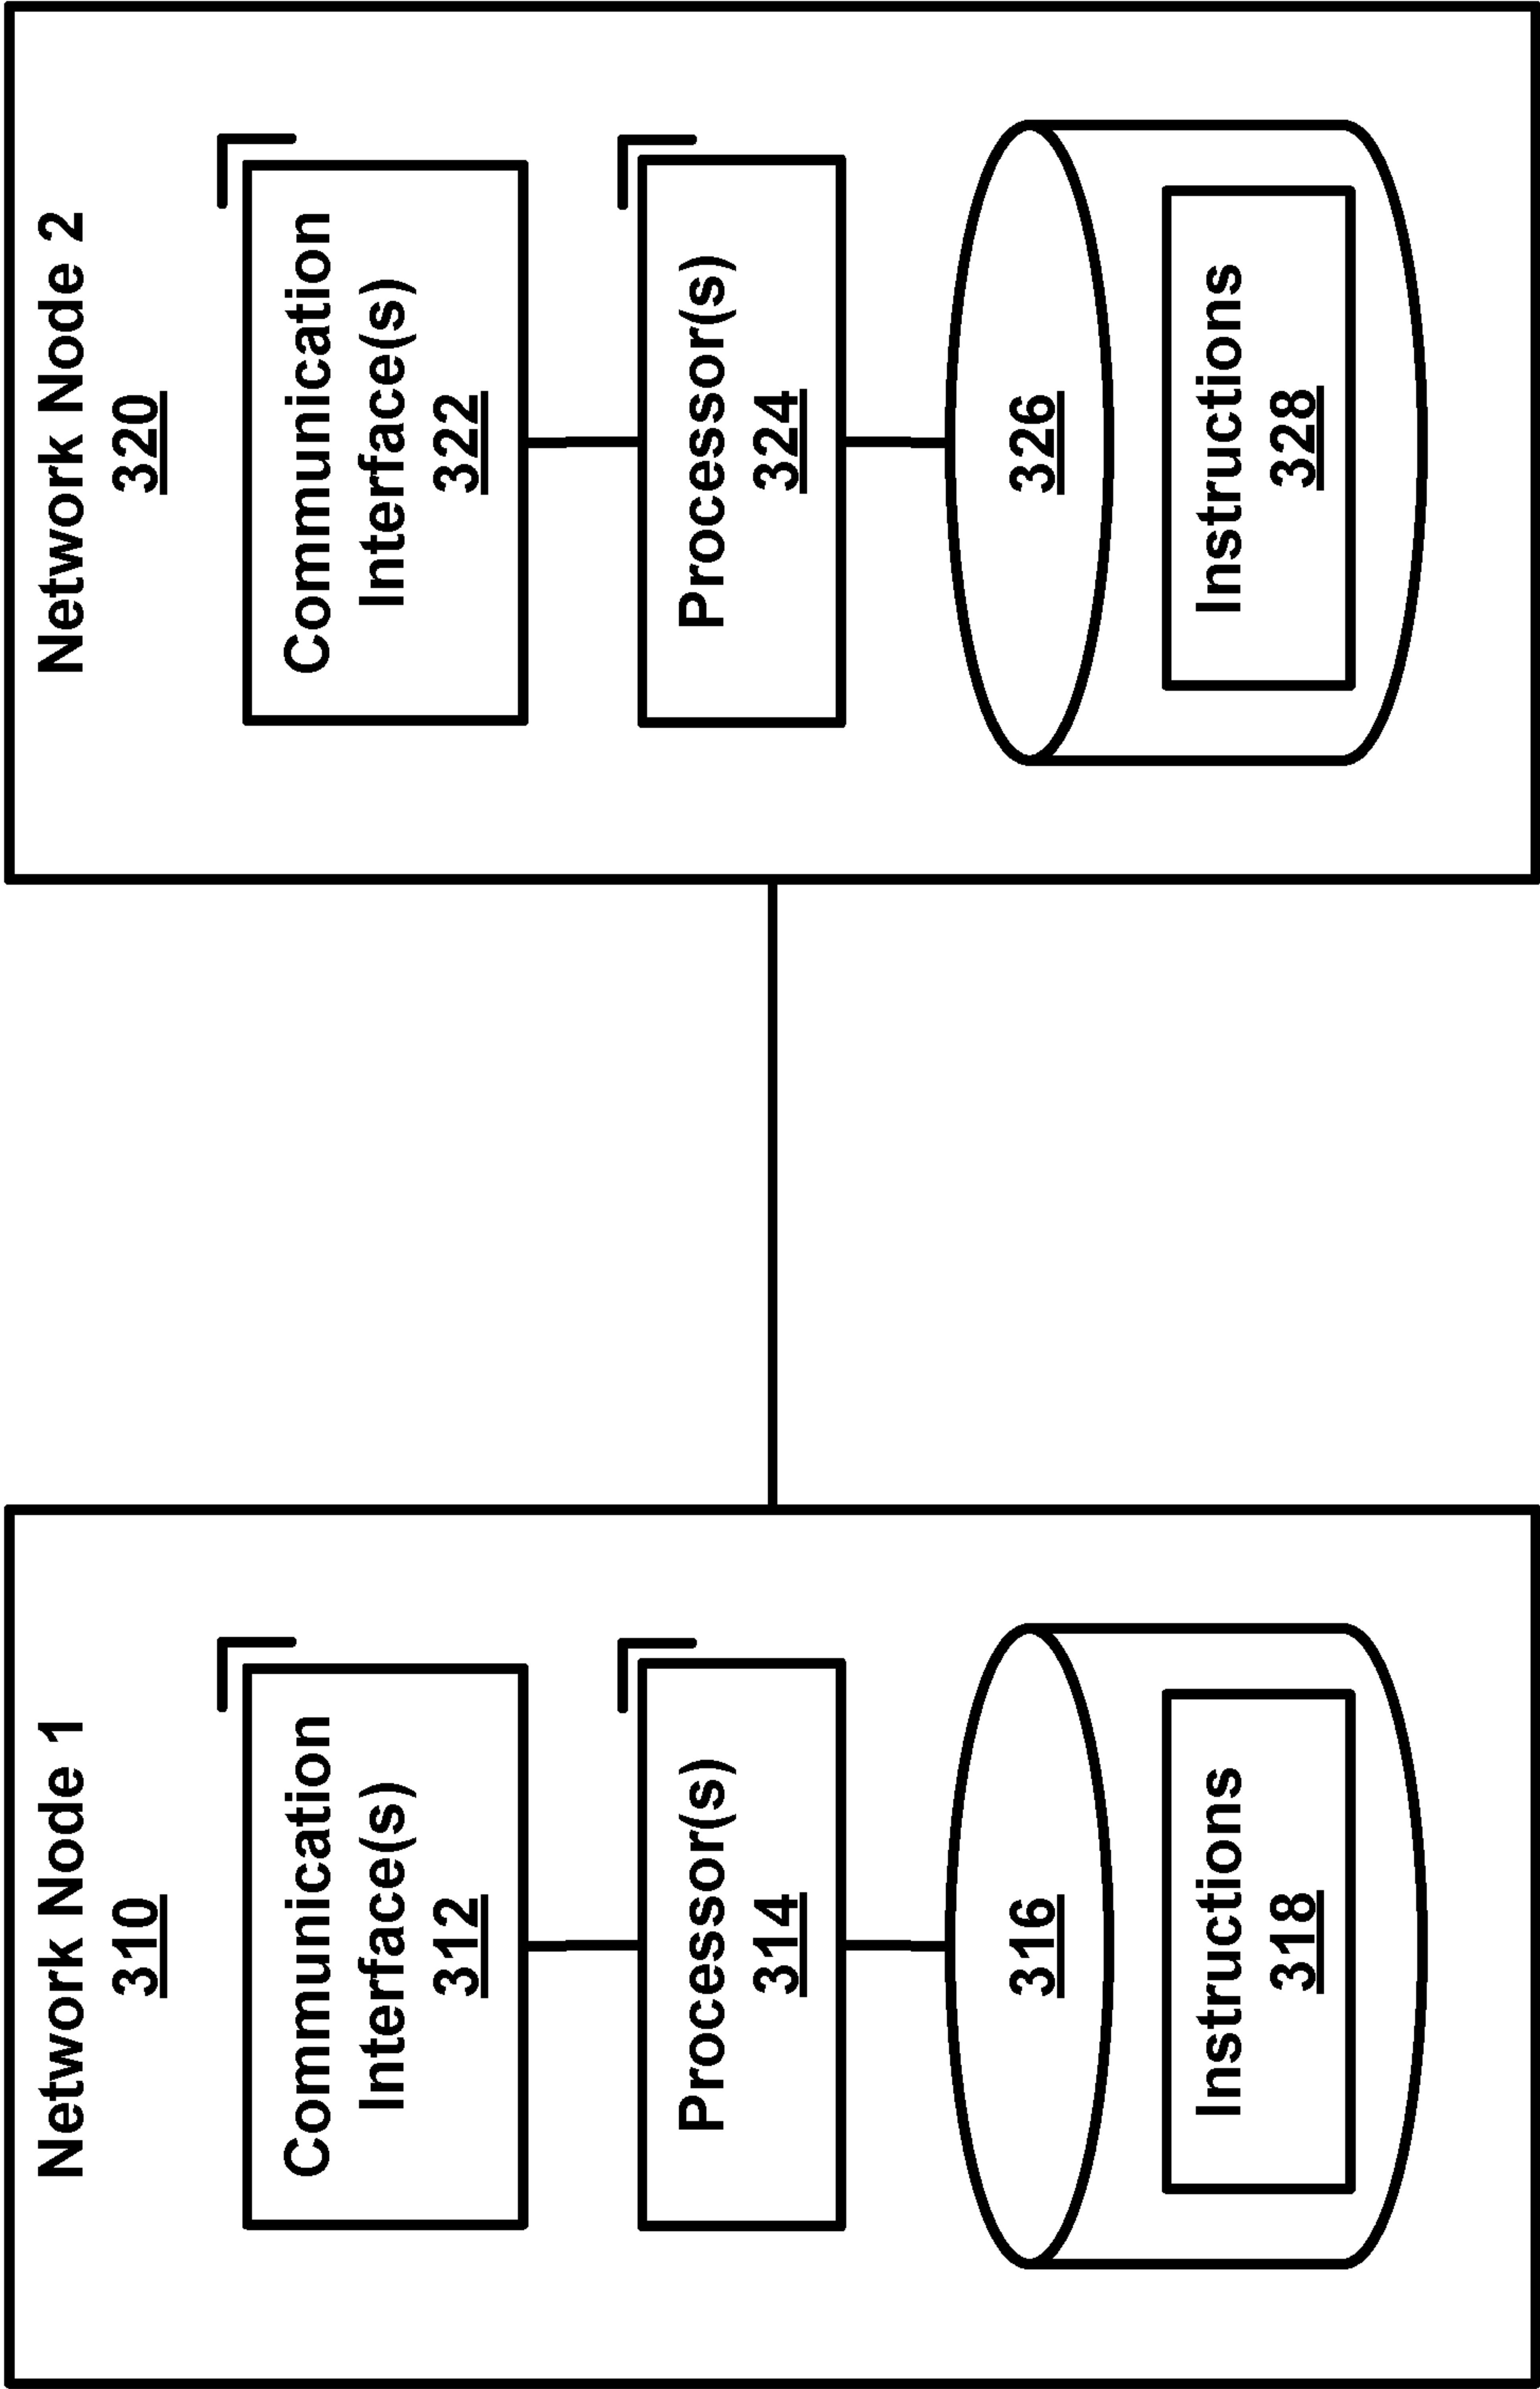 Network Node 1
310
Communication
Interface(s)
312
Processor(s)
314
316
Instructions
318
Network Node 2
320
Communication
Interface(s)
322
Processor(s)
324
326
Instructions
328